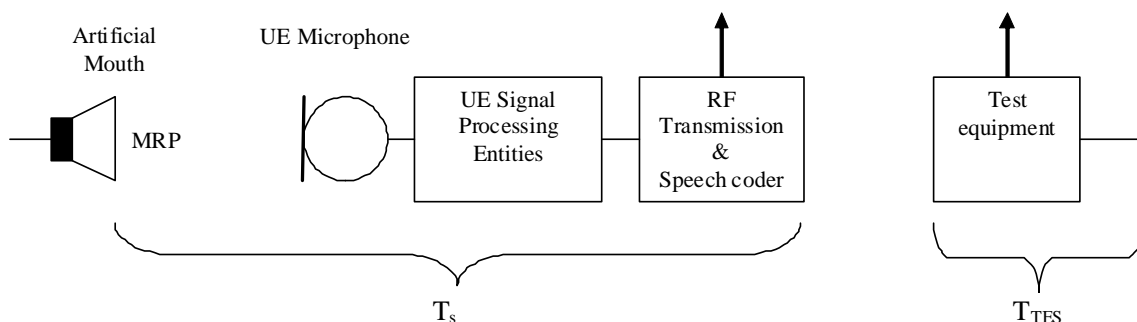 Artificial
Mouth
MRP
UE Microphone
UE Signal
Processing
Entities
RF
Transmission
&
Speech coder
Test
equipment
Ts
TTES